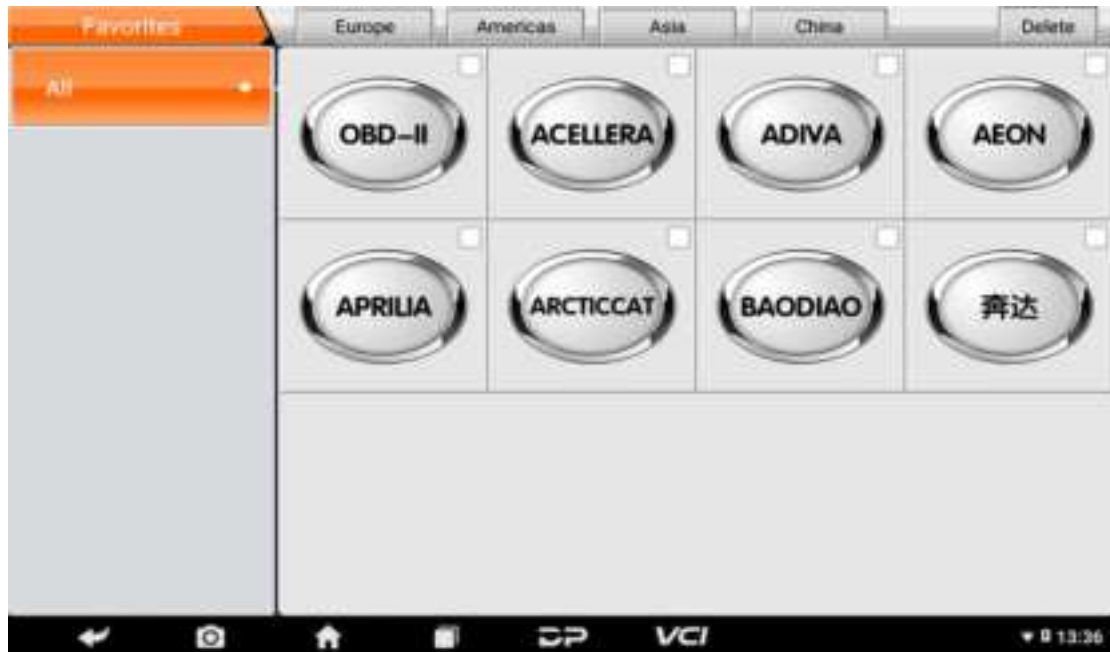 Favorites
Europe
Americas
Asia
China
Delete
All
OBD-II
ACELLERA
ADIVA
AEON
APRILIA
ARCTICCAT
BAODIAO
奔达
DP
VCI
13:36